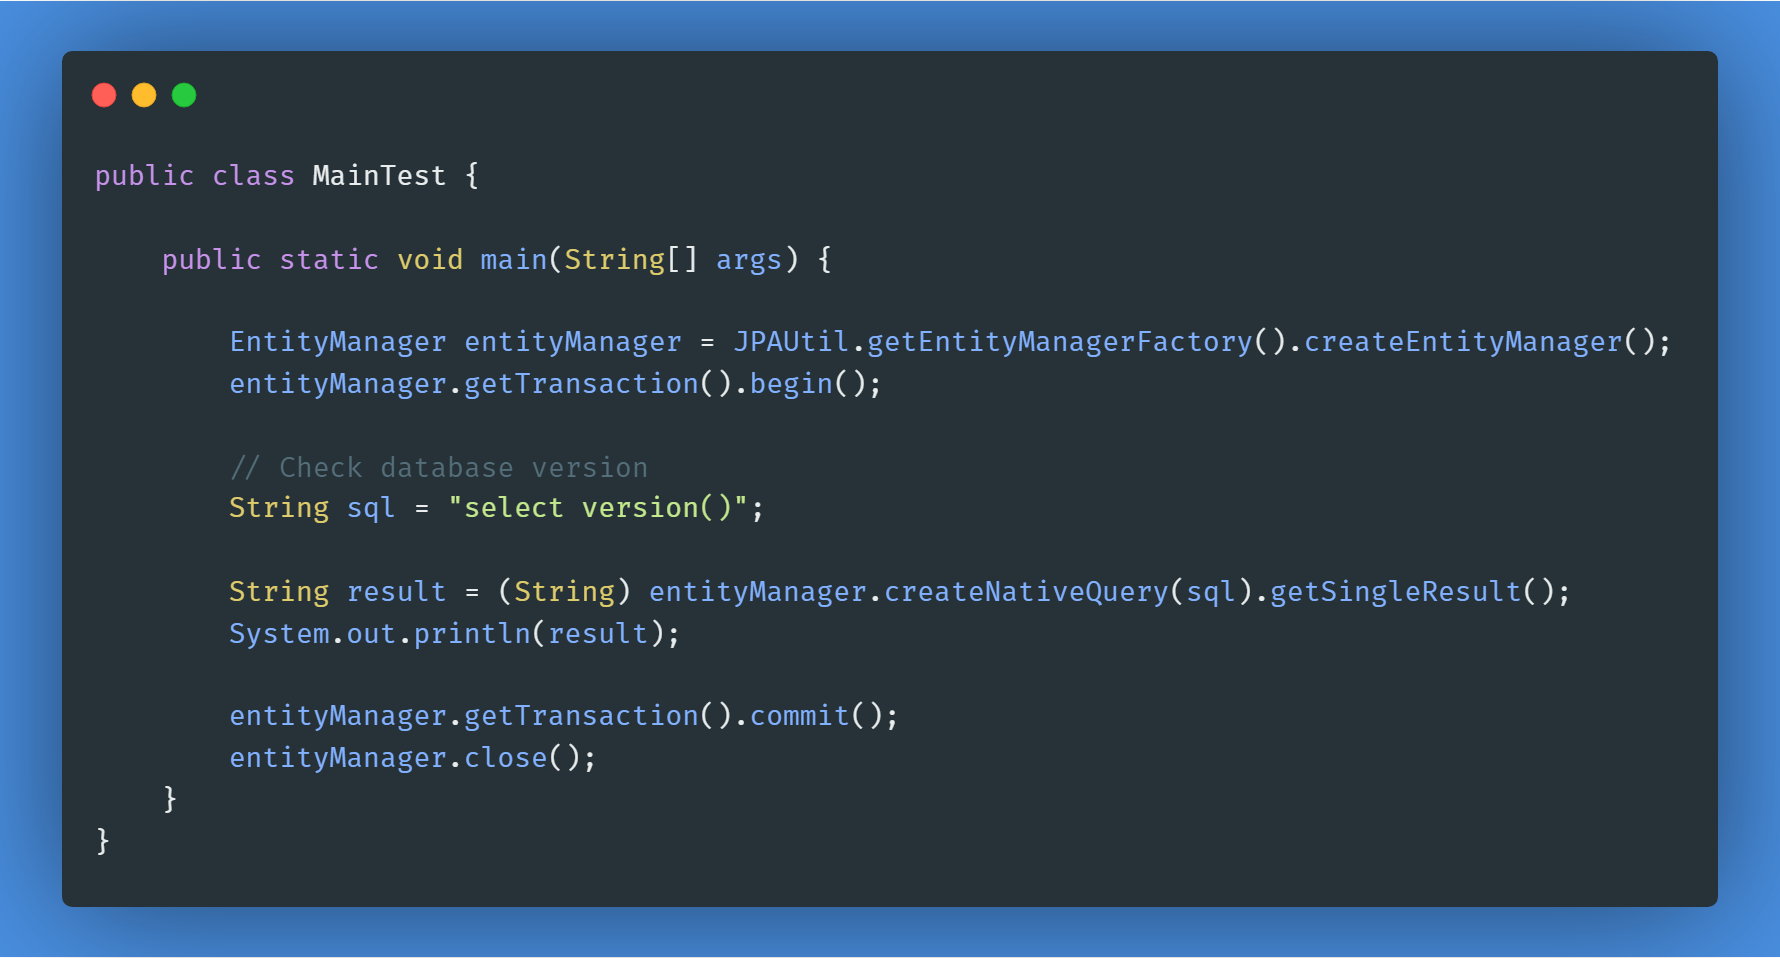 public class MainTest {
    public static void main(String[] args) {
        EntityManager entityManager = JPAUtil.getEntityManagerFactory().createEntityManager();
        entityManager.getTransaction().begin();
        // Check database version
        String sql = "select version()";
        String result = (String) entityManager.createNativeQuery(sql).getSingleResult();
        System.out.println(result);
        entityManager.getTransaction().commit();
        entityManager.close();
    }
}